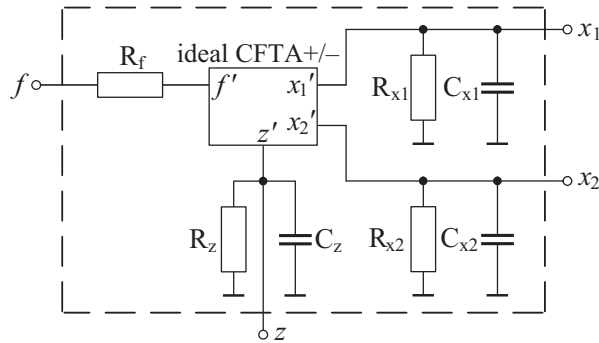 x1
Rf
ideal CFTA+/–
f
f′
x1′
Rx1
Cx1
x2′
z′
x2
Rz
Cz
Rx2
Cx2
z